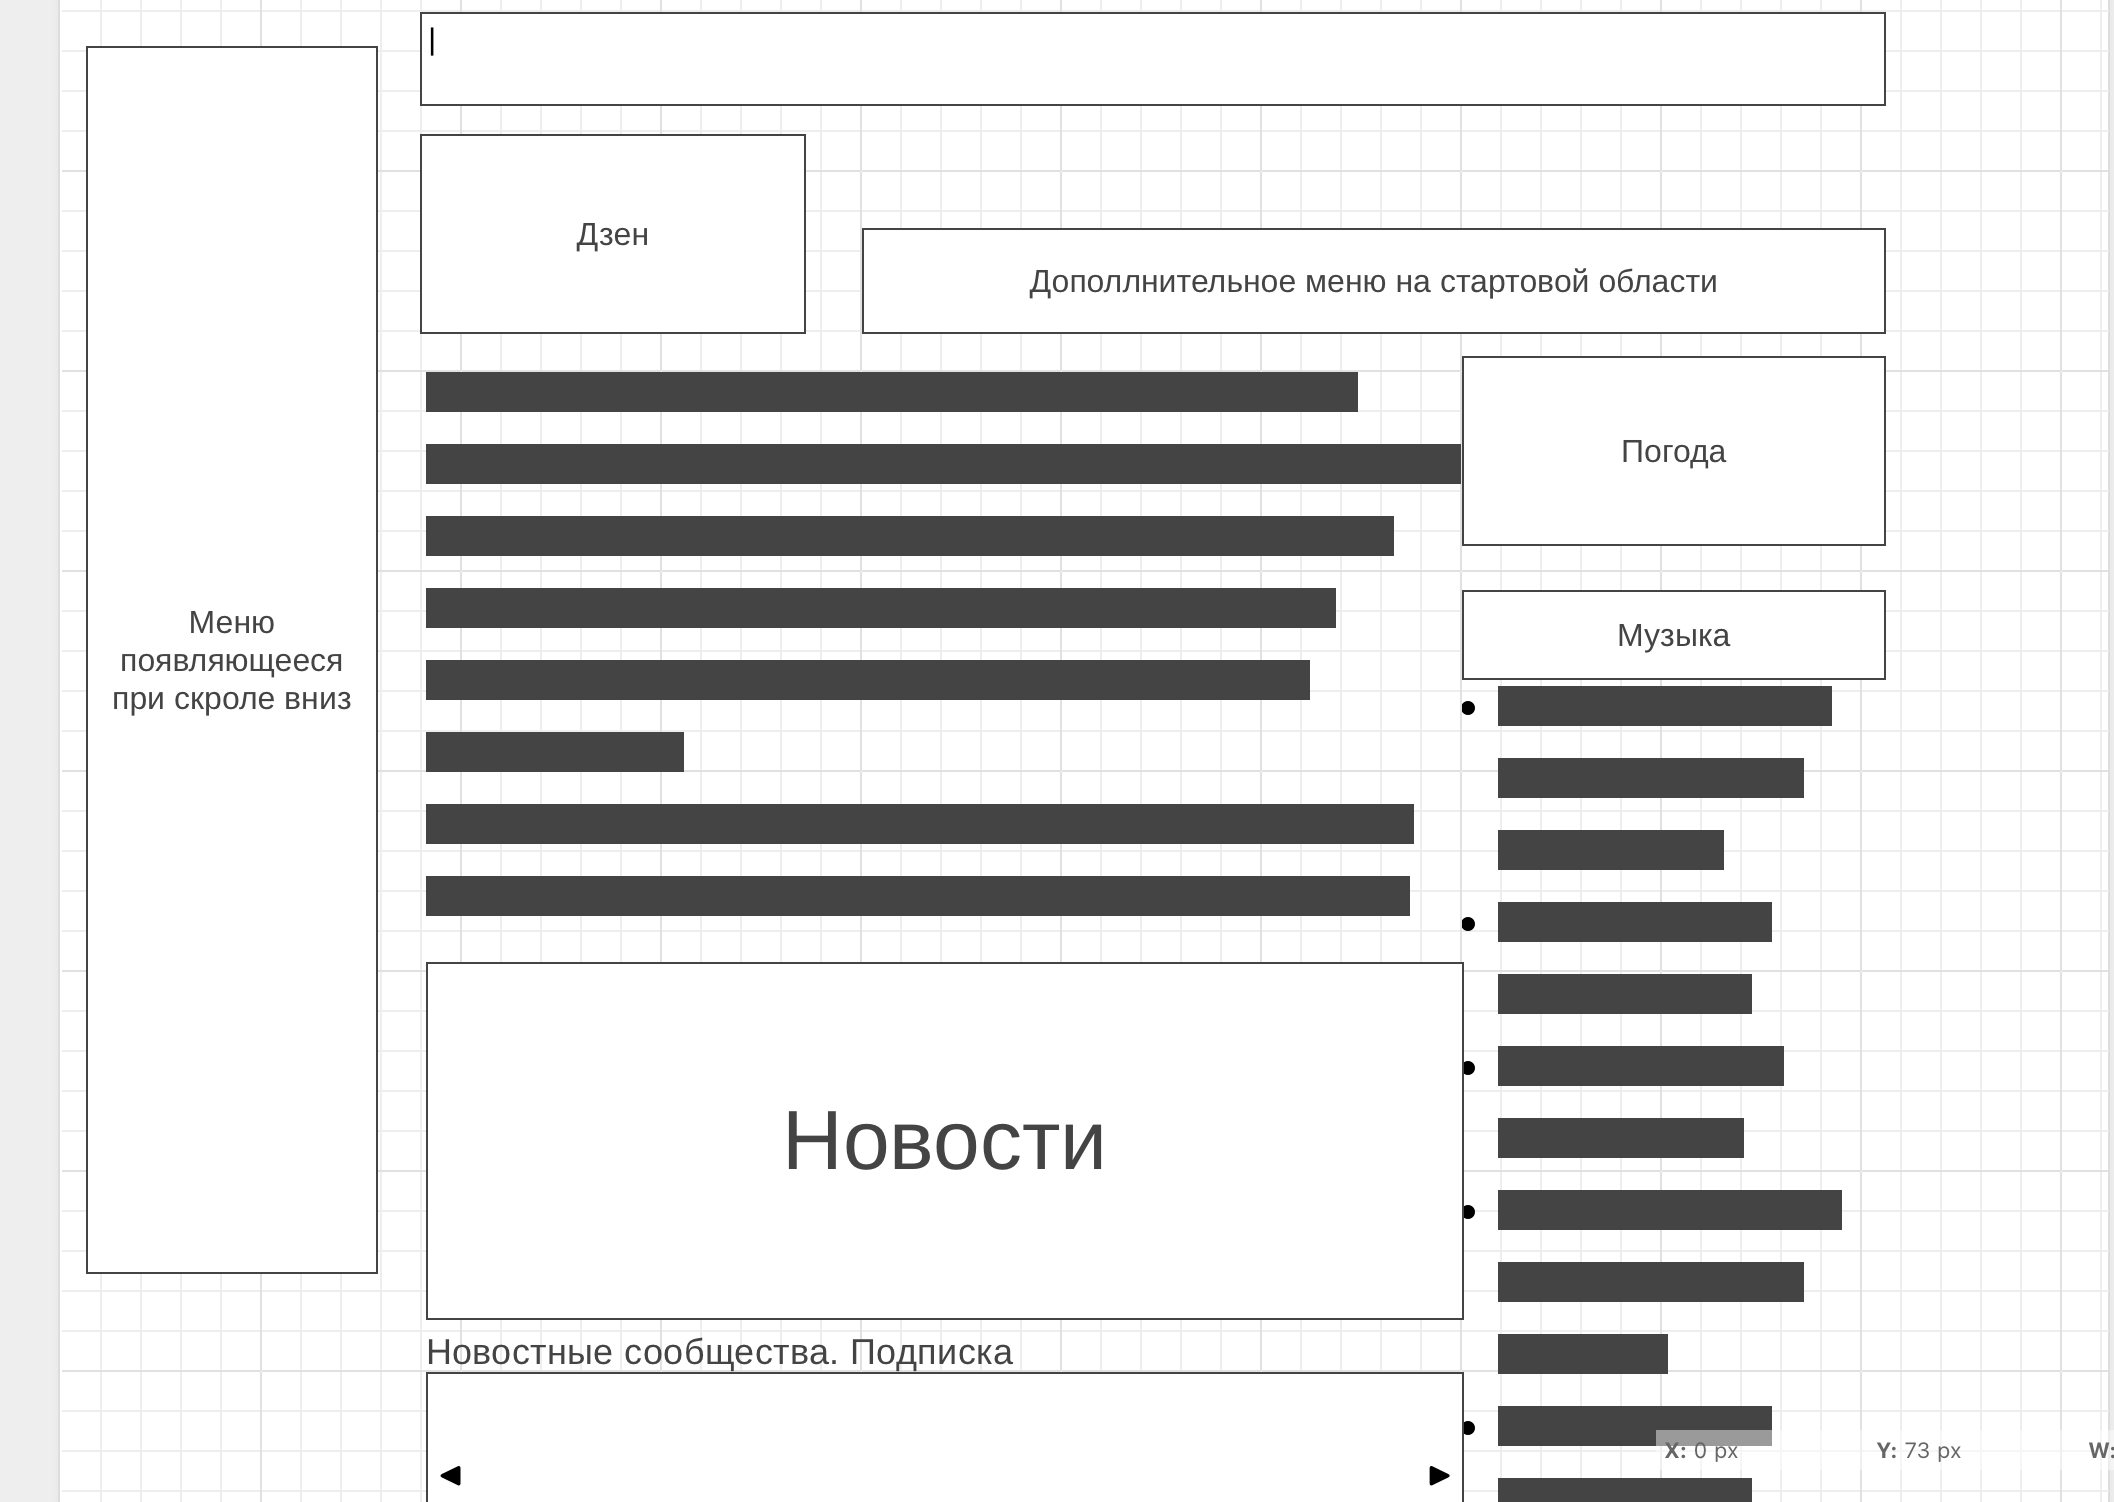 Дзен
Дополлнительное меню на стартовой области
Погода
Музыка
Меню
появляющееся
при скроле вниз
Новости
Новостные сообщества. Подписка
X: 0 px Y: 73 px W: